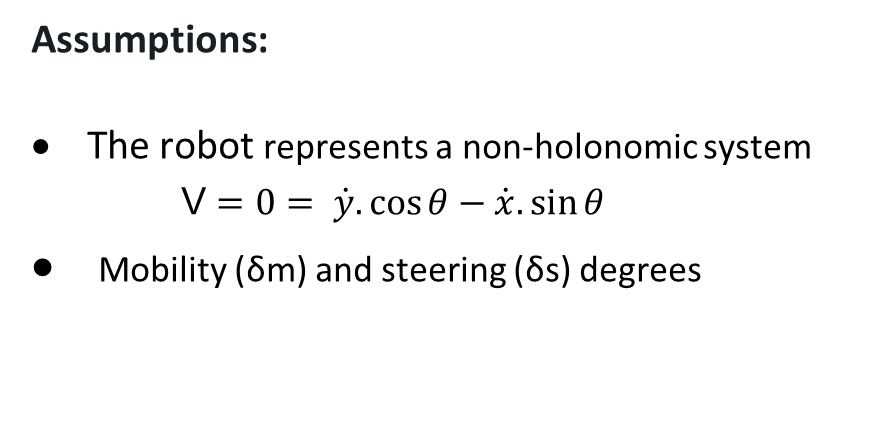 Assumptions:
● The robot represents a non-holonomic system
V = 0 = ẏ. cos θ − ẋ. sin θ
● Mobility (δm) and steering (δs) degrees